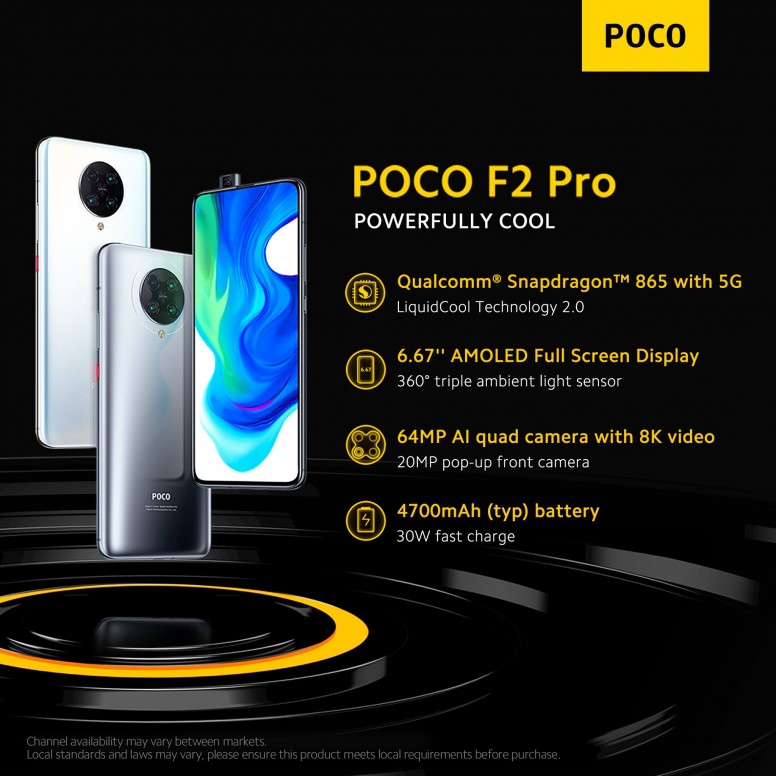 POCO
POCO F2 Pro
POWERFULLY COOL
Qualcomm® Snapdragon™ 865 with 5G
LiquidCool Technology 2.0
6.67
6.67'' AMOLED Full Screen Display
360° triple ambient light sensor
64MP AI quad camera with 8K video
20MP pop-up front camera
4700mAh (typ) battery
30W fast charge
POCO
Channel availability may vary between markets.
Local standards and laws may vary, please ensure this product meets local requirements before purchase.